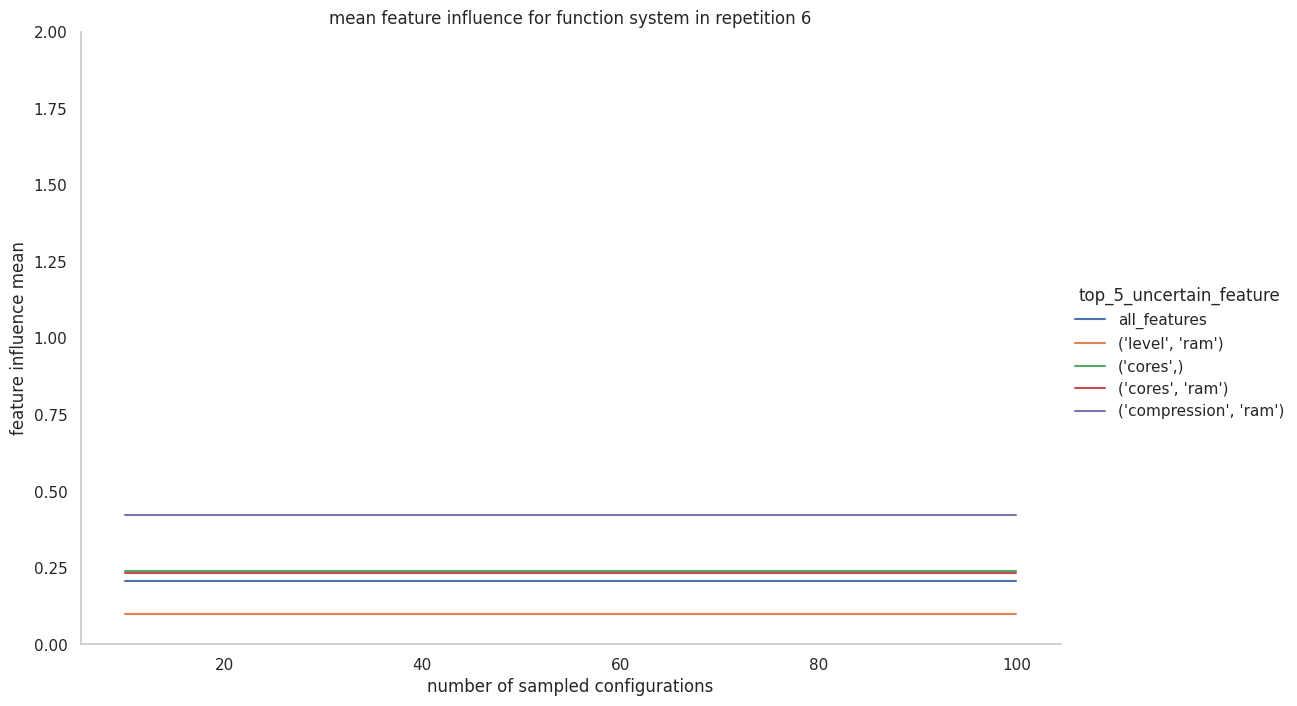 mean feature influence for function system in repetition 6
2.00
1.75
1.50
1.25
1.00
0.75
0.50
0.25
0.00
feature influence mean
20
40
60
80
100
number of sampled configurations
top_5_uncertain_feature
all_features
('level', 'ram')
('cores',)
('cores', 'ram')
('compression', 'ram')